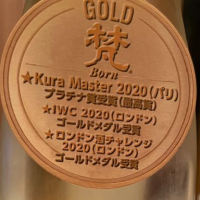 GOLD
梵
Born
★Kura Master 2020(パリ)
プラチナ賞受賞(最高賞)
★IWC 2020(ロンドン)
ゴールドメダル受賞
★ロンドン酒チャレンジ
2020(ロンドン)
ゴールドメダル受賞